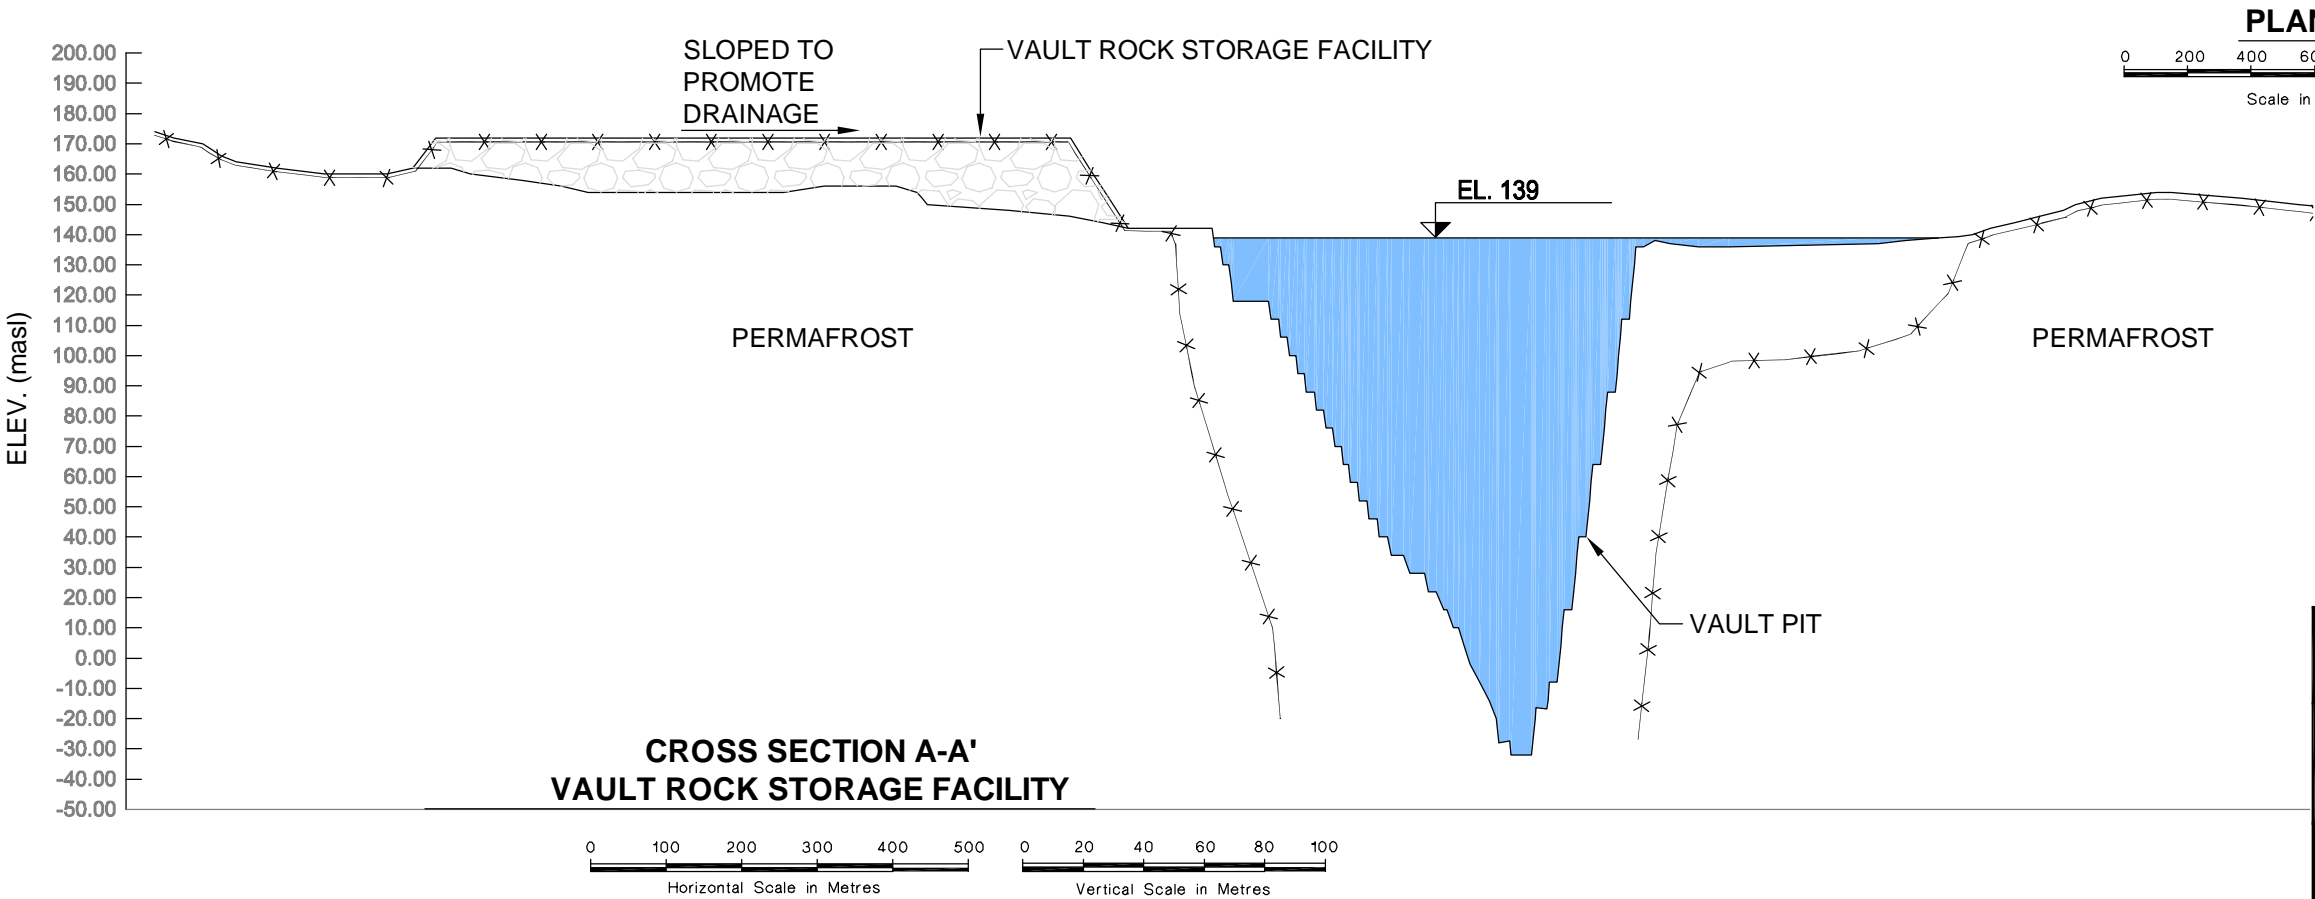 PLAN
0 200 400 60
Scale in
SLOPED TO
PROMOTE
DRAINAGE
VAULT ROCK STORAGE FACILITY
200.00
190.00
180.00
170.00
160.00
150.00
140.00
130.00
120.00
110.00
100.00
90.00
80.00
70.00
60.00
50.00
40.00
30.00
20.00
10.00
0.00
-10.00
-20.00
-30.00
-40.00
-50.00
ELEV. (masl)
EL. 139
PERMAFROST
PERMAFROST
VAULT PIT
CROSS SECTION A-A'
VAULT ROCK STORAGE FACILITY
0 100 200 300 400 500
Horizontal Scale in Metres
0 20 40 60 80 100
Vertical Scale in Metres